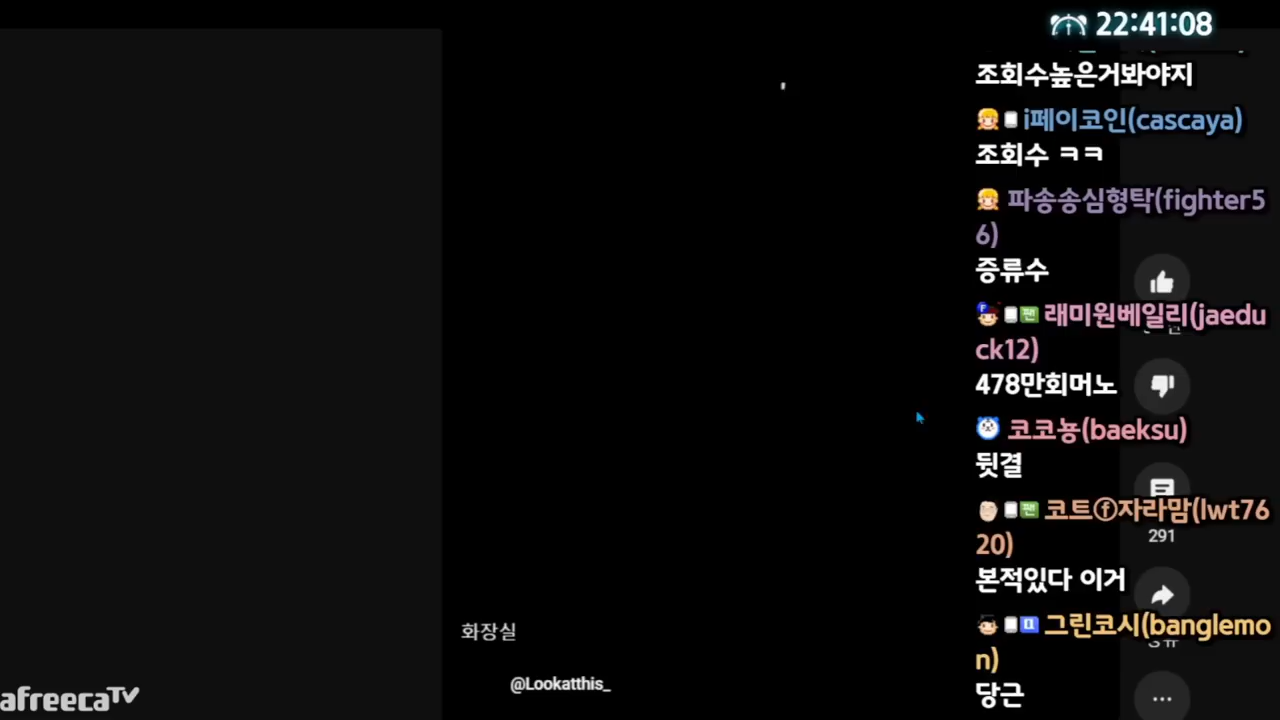 22:41:08
조회수높은거봐야지
i페이코인(cascaya)
조회수 ㅋㅋ
파송송심형탁(fighter5
6)
증류수
팬 래미원베일리(jaedu
ck12)
478만회머노
코코뇽(baeksu)
뒷결
팬 코트ⓕ자라맘(lwt76
20)
291
본적있다 이거
그린코시(banglemo
n)
당근
화장실
@Lookatthis_
afreecaTV